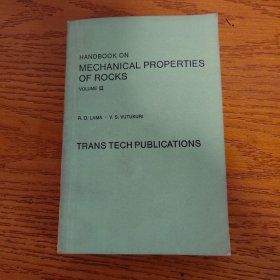 HANDBOOK ON
MECHANICAL PROPERTIES
OF ROCKS
VOLUME III
R. D. LAMA · V. S. VUTUKURI
TRANS TECH PUBLICATIONS